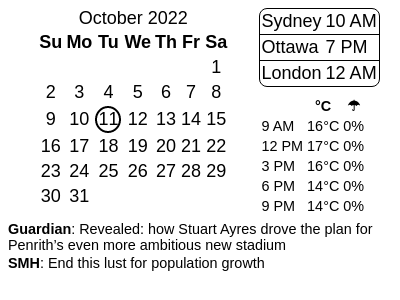 October 2022
Su Mo Tu We Th Fr Sa
1
2 3 4 5 6 7 8
9 10 11 12 13 14 15
16 17 18 19 20 21 22
23 24 25 26 27 28 29
30 31
Sydney 10 AM
Ottawa 7 PM
London 12 AM
°C ☂
9 AM 16°C 0%
12 PM 17°C 0%
3 PM 16°C 0%
6 PM 14°C 0%
9 PM 14°C 0%
Guardian: Revealed: how Stuart Ayres drove the plan for
Penrith’s even more ambitious new stadium
SMH: End this lust for population growth